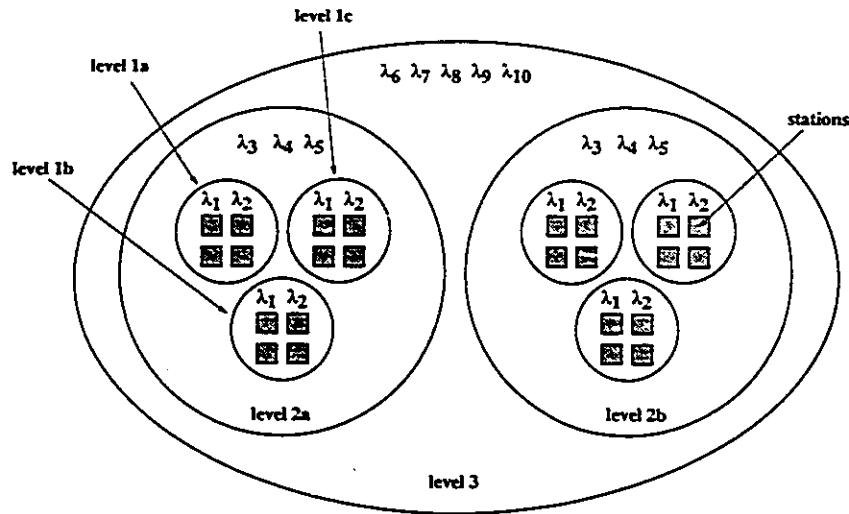 level 1c
level 1a
λ6 λ7 λ8 λ9 λ10
stations
λ3 λ4 λ5
λ3 λ4 λ5
level 1b
λ1 λ2
λ1 λ2
λ1 λ2
λ1 λ2
λ1 λ2
λ1 λ2
level 2a
level 2b
level 3